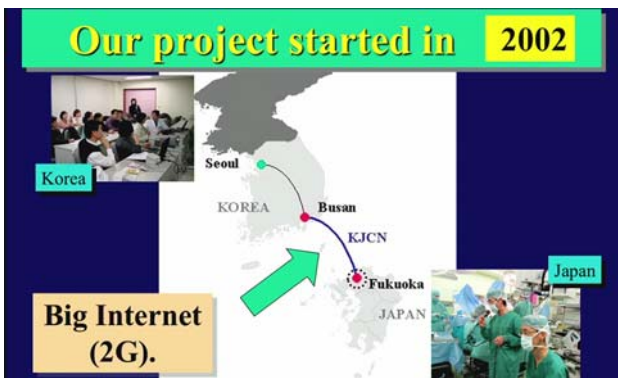 Our project started in 2002
Korea
Seoul
KOREA
Busan
KJCN
Japan
Fukuoka
JAPAN
Big Internet
(2G).